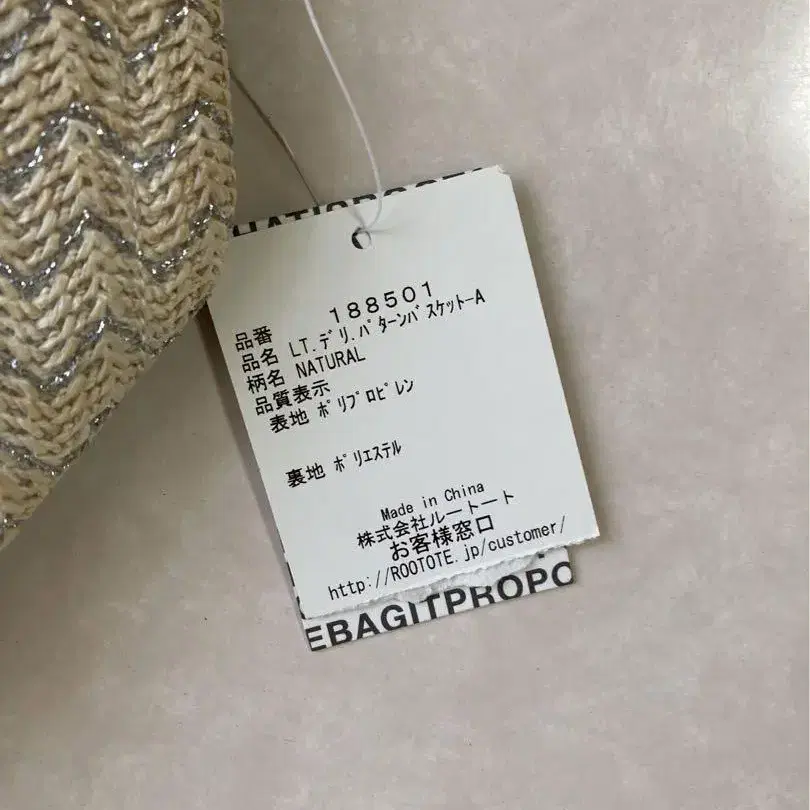 品番 188501
品名 LT.ﾃﾞﾘ.ﾊﾟﾀｰﾝﾊﾞｽｹｯﾄｰA
柄名 NATURAL
品質表示
表地 ﾎﾟﾘﾌﾟﾛﾋﾟﾚﾝ
裏地 ﾎﾟﾘｴｽﾃﾙ
Made in China
株式会社ルートート
お客様窓口
http://ROOTOTE.jp/customer/
EBAGITPROPO